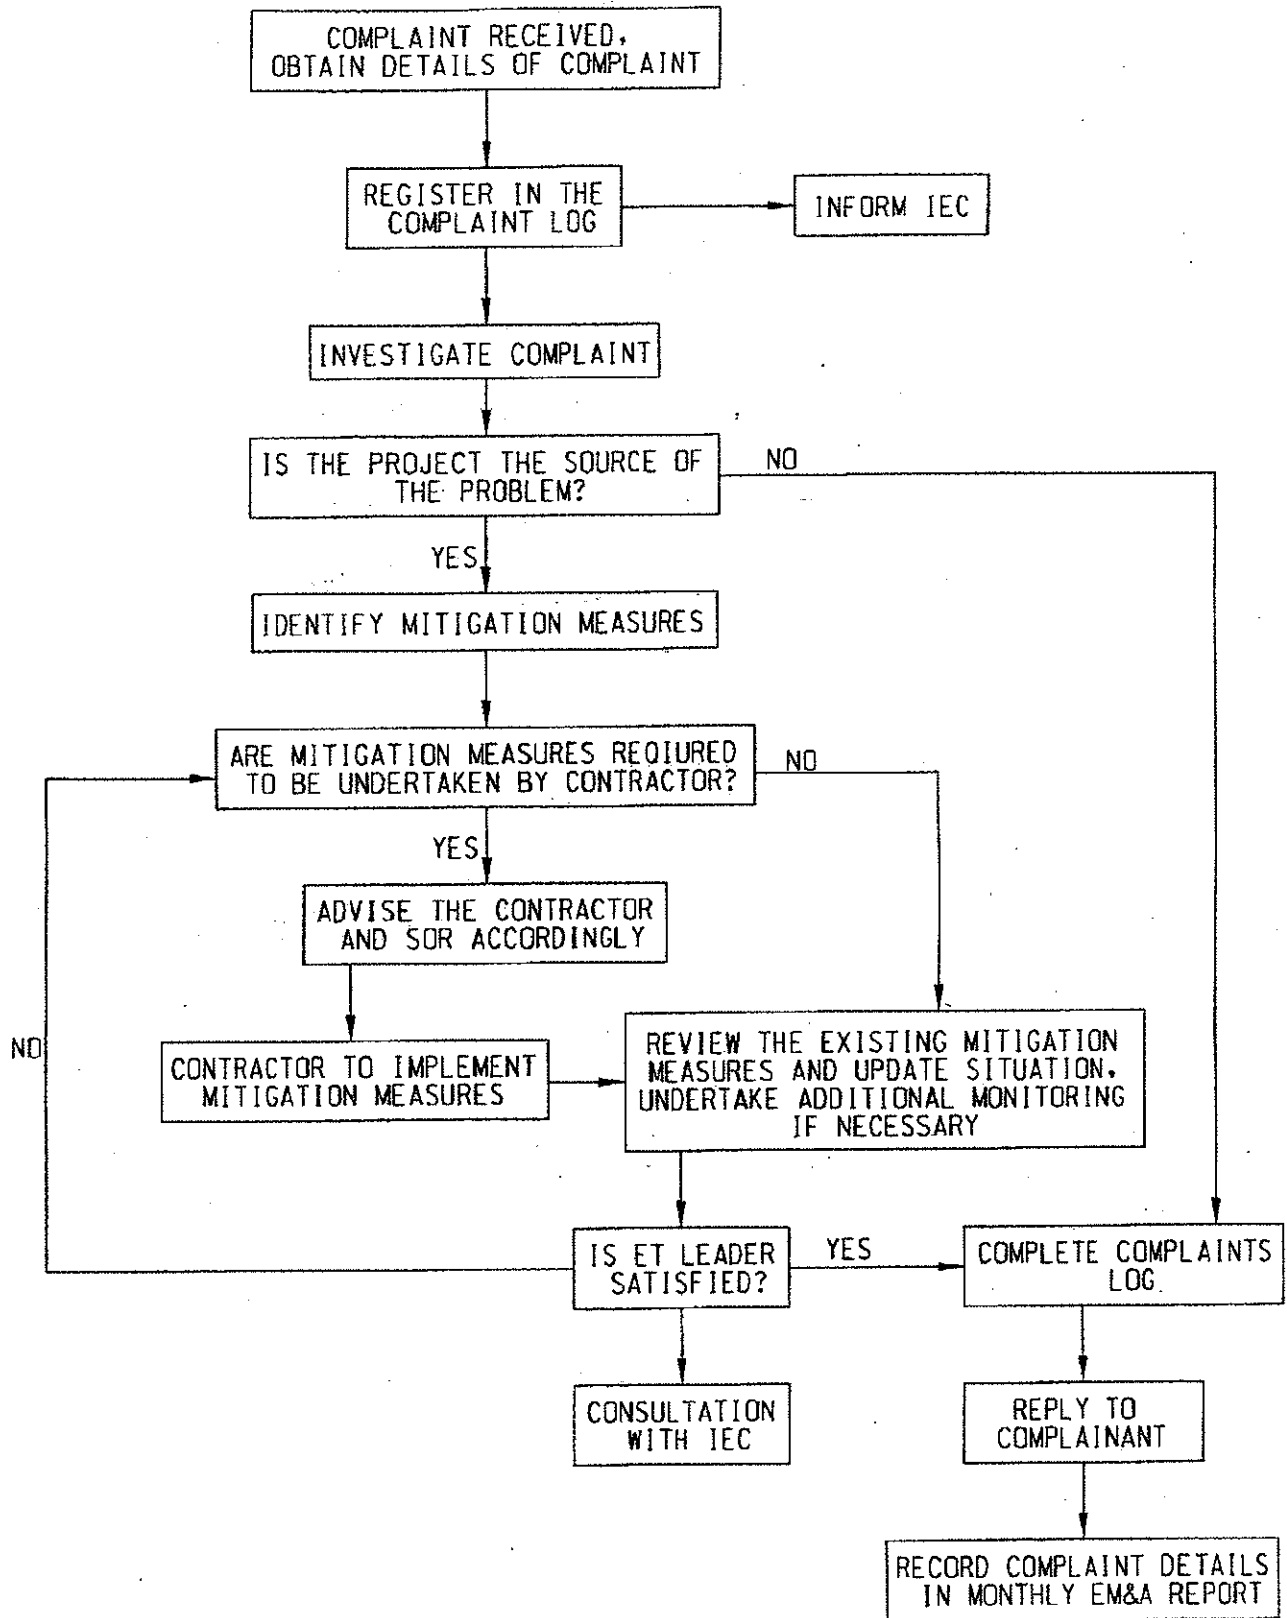 COMPLAINT RECEIVED.
OBTAIN DETAILS OF COMPLAINT
REGISTER IN THE
COMPLAINT LOG
INFORM IEC
INVESTIGATE COMPLAINT
IS THE PROJECT THE SOURCE OF
THE PROBLEM?
NO
YES
IDENTIFY MITIGATION MEASURES
ARE MITIGATION MEASURES REQIURED
TO BE UNDERTAKEN BY CONTRACTOR?
NO
YES
ADVISE THE CONTRACTOR
AND SOR ACCORDINGLY
NO
CONTRACTOR TO IMPLEMENT
MITIGATION MEASURES
REVIEW THE EXISTING MITIGATION
MEASURES AND UPDATE SITUATION.
UNDERTAKE ADDITIONAL MONITORING
IF NECESSARY
IS ET LEADER
SATISFIED?
YES
COMPLETE COMPLAINTS
LOG
CONSULTATION
WITH IEC
REPLY TO
COMPLAINANT
RECORD COMPLAINT DETAILS
IN MONTHLY EM&A REPORT